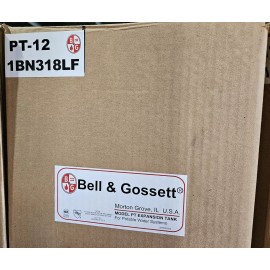 PT-12
1BN318LF
Bell & Gossett®
Morton Grove, IL U.S.A.
MODEL PT EXPANSION TANK
For Potable Water Systems